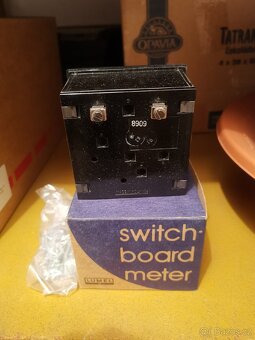 OPAVIA
TATRAN
8909
switch-
board
meter
LUMEL